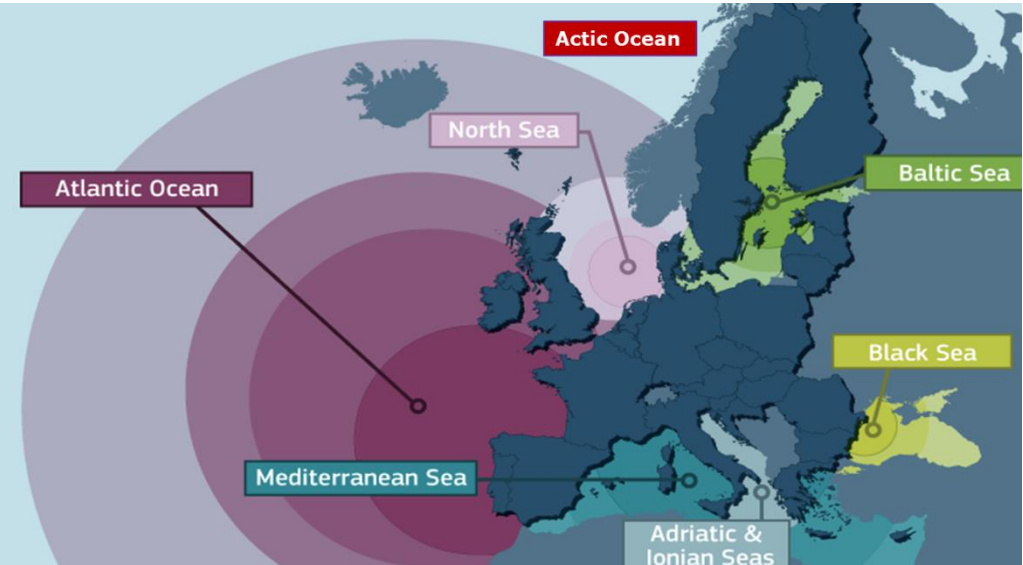 Actic Ocean
North Sea
Atlantic Ocean
Baltic Sea
Black Sea
Mediterranean Sea
Adriatic &
Ionian Seas